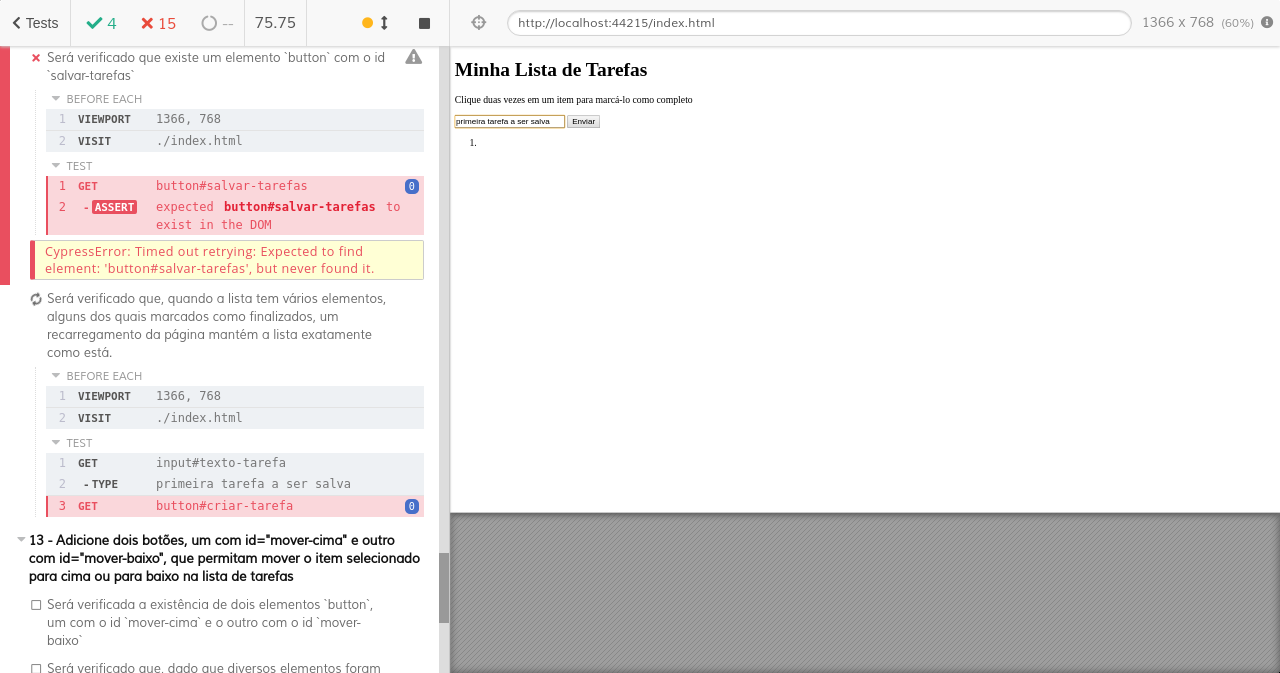 Tests
4
15
--
75.75
http://localhost:44215/index.html
1366 x 768 (60%)
Será verificado que existe um elemento `button` com o id
`salvar-tarefas`
BEFORE EACH
1 VIEWPORT 1366, 768
2 VISIT ./index.html
TEST
1 GET button#salvar-tarefas 0
2 -ASSERT expected button#salvar-tarefas to
exist in the DOM
CypressError: Timed out retrying: Expected to find
element: 'button#salvar-tarefas', but never found it.
Será verificado que, quando a lista tem vários elementos,
alguns dos quais marcados como finalizados, um
recarregamento da página mantém a lista exatamente
como está.
BEFORE EACH
1 VIEWPORT 1366, 768
2 VISIT ./index.html
TEST
1 GET input#texto-tarefa
2 -TYPE primeira tarefa a ser salva
3 GET button#criar-tarefa 0
13 - Adicione dois botões, um com id="mover-cima" e outro
com id="mover-baixo", que permitam mover o item selecionado
para cima ou para baixo na lista de tarefas
Será verificada a existência de dois elementos `button`,
um com o id `mover-cima` e o outro com o id `mover-
baixo`
Será verificado que, dado que diversos elementos foram
Minha Lista de Tarefas
Clique duas vezes em um item para marcá-lo como completo
primeira tarefa a ser salva Enviar
1.